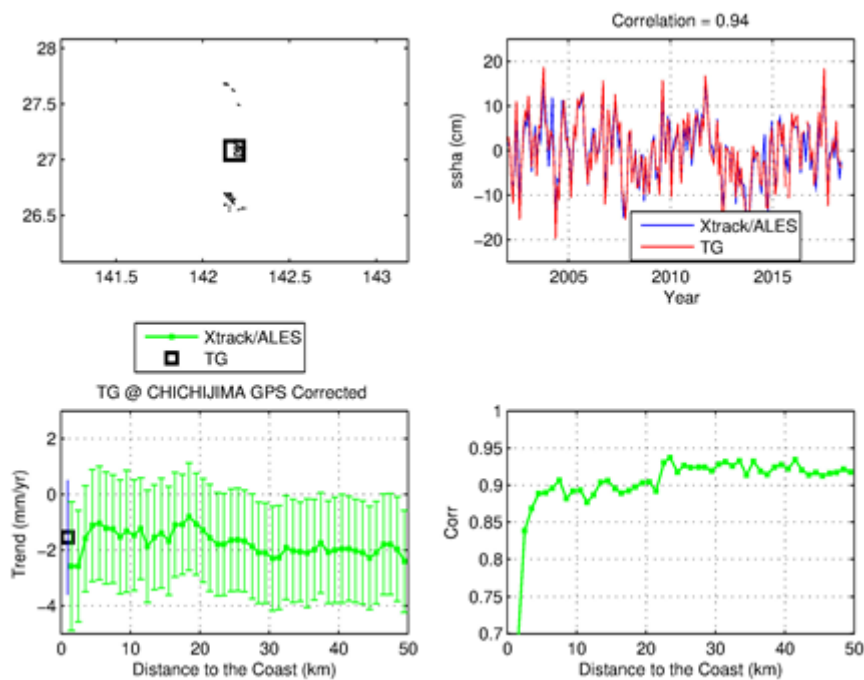 28
27.5
27
26.5
141.5 142 142.5 143
Correlation = 0.94
20
10
0
−10
−20
ssha (cm)
Xtrack/ALES
TG
2005 2010 2015
Year
Xtrack/ALES
TG
TG @ CHICHIJIMA GPS Corrected
2
0
−2
−4
Trend (mm/yr)
0 10 20 30 40 50
Distance to the Coast (km)
1
0.95
0.9
0.85
0.8
0.75
0.7
Corr
0 10 20 30 40 50
Distance to the Coast (km)